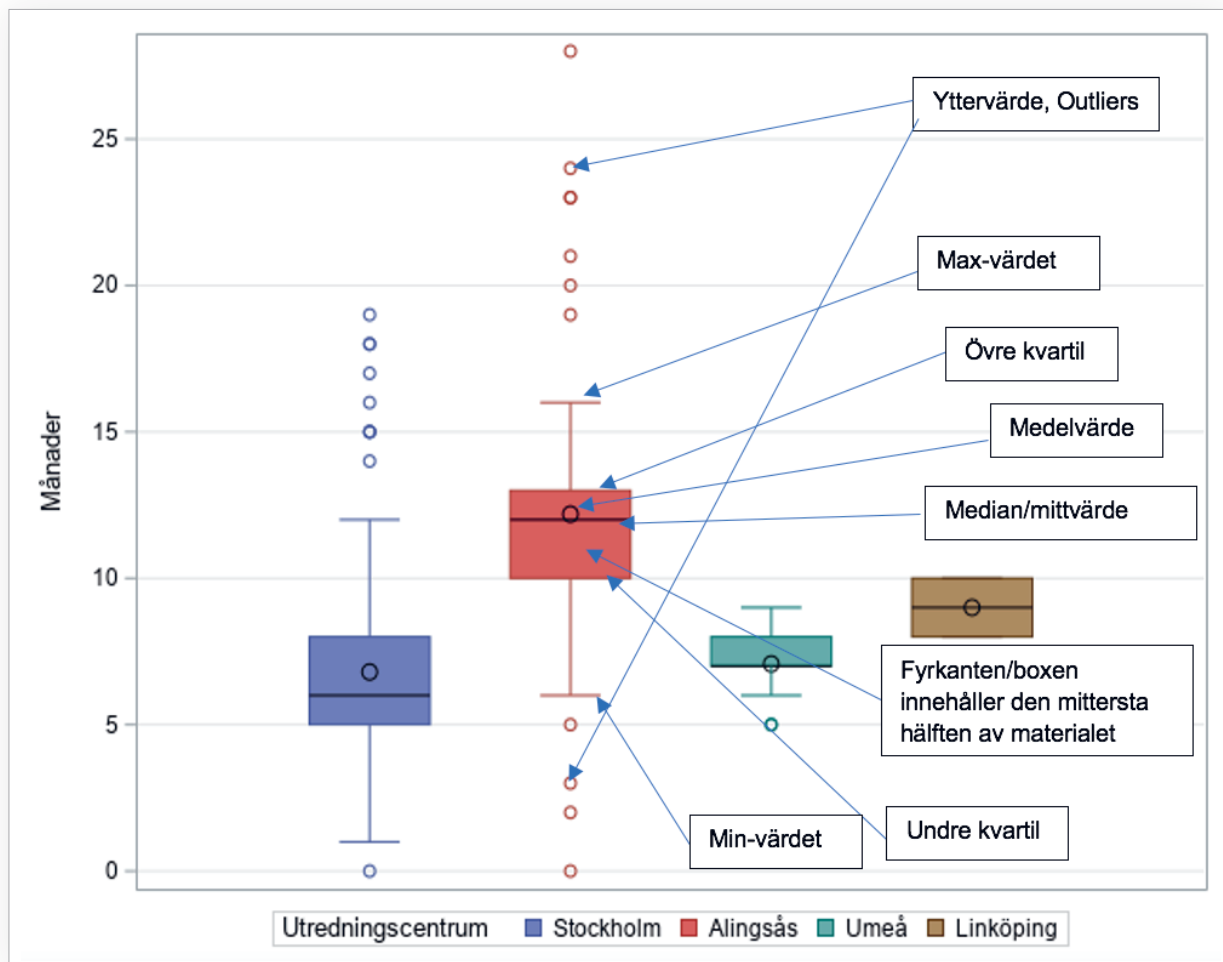 Yttervärde, Outliers
25
Max-värdet
20
Övre kvartil
15
Medelvärde
Månader
Median/mittvärde
10
Fyrkanten/boxen
innehåller den mittersta
hälften av materialet
5
Min-värdet
Undre kvartil
0
Utredningscentrum Stockholm Alingsås Umeå Linköping